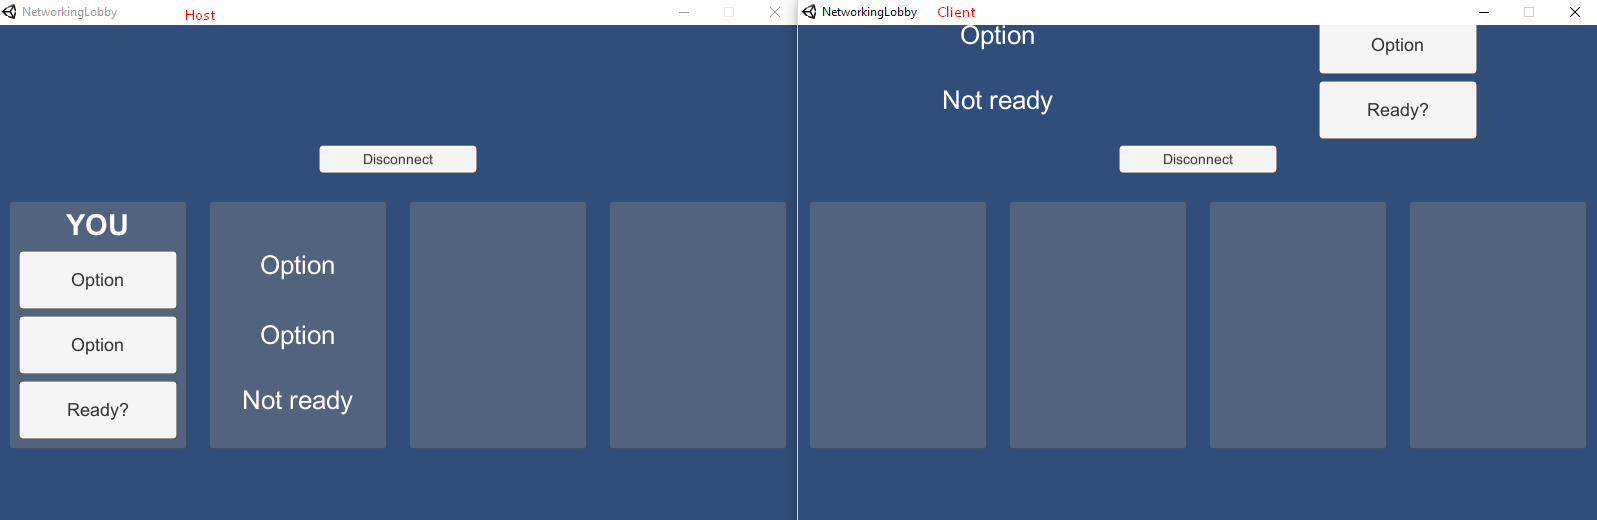 NetworkingLobby Host
Disconnect
YOU
Option
Option
Ready?
Option
Option
Not ready
NetworkingLobby Client
Option
Not ready
Option
Ready?
Disconnect